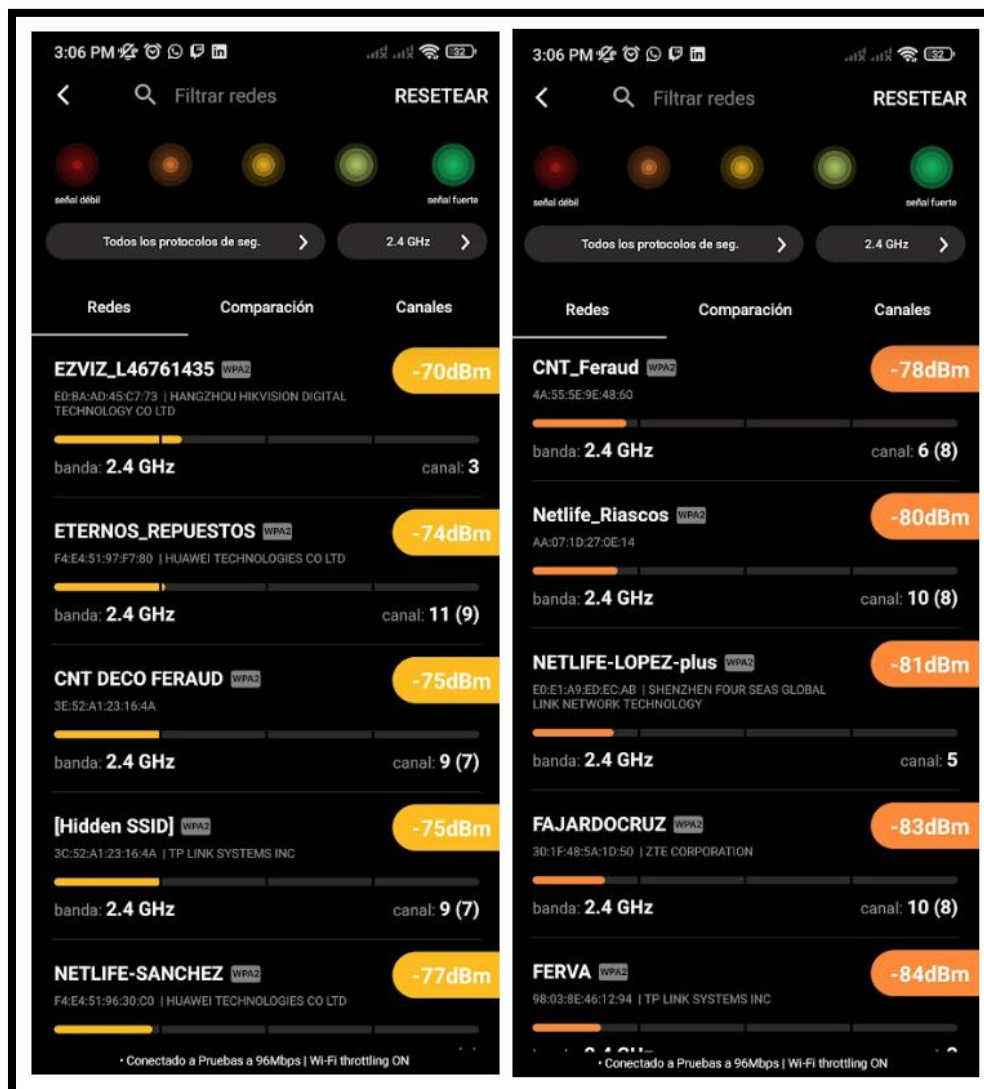 3:06 PM
32
Filtrar redes
RESETEAR
señal débil
señal fuerte
Todos los protocolos de seg.
2.4 GHz
Redes
Comparación
Canales
EZVIZ_L46761435 WPA2
-70dBm
E0:BA:AD:45:C7:73 | HANGZHOU HIKVISION DIGITAL
TECHNOLOGY CO LTD
banda: 2.4 GHz
canal: 3
ETERNOS_REPUESTOS WPA2
-74dBm
F4:E4:51:97:F7:80 | HUAWEI TECHNOLOGIES CO LTD
banda: 2.4 GHz
canal: 11 (9)
CNT DECO FERAUD WPA2
-75dBm
3E:52:A1:23:16:4A
banda: 2.4 GHz
canal: 9 (7)
[Hidden SSID] WPA2
-75dBm
3C:52:A1:23:16:4A | TP LINK SYSTEMS INC
banda: 2.4 GHz
canal: 9 (7)
NETLIFE-SANCHEZ WPA2
-77dBm
F4:E4:51:96:30:C0 | HUAWEI TECHNOLOGIES CO LTD
• Conectado a Pruebas a 96Mbps | Wi-Fi throttling ON
3:06 PM
32
Filtrar redes
RESETEAR
señal débil
señal fuerte
Todos los protocolos de seg.
2.4 GHz
Redes
Comparación
Canales
CNT_Feraud WPA2
-78dBm
4A:55:5E:9E:48:60
banda: 2.4 GHz
canal: 6 (8)
Netlife_Riascos WPA2
-80dBm
AA:07:1D:27:0E:14
banda: 2.4 GHz
canal: 10 (8)
NETLIFE-LOPEZ-plus WPA2
-81dBm
E0:E1:A9:ED:EC:AB | SHENZHEN FOUR SEAS GLOBAL
LINK NETWORK TECHNOLOGY
banda: 2.4 GHz
canal: 5
FAJARDOCRUZ WPA2
-83dBm
30:1F:48:5A:1D:50 | ZTE CORPORATION
banda: 2.4 GHz
canal: 10 (8)
FERVA WPA2
-84dBm
98:03:8E:46:12:94 | TP LINK SYSTEMS INC
• Conectado a Pruebas a 96Mbps | Wi-Fi throttling ON